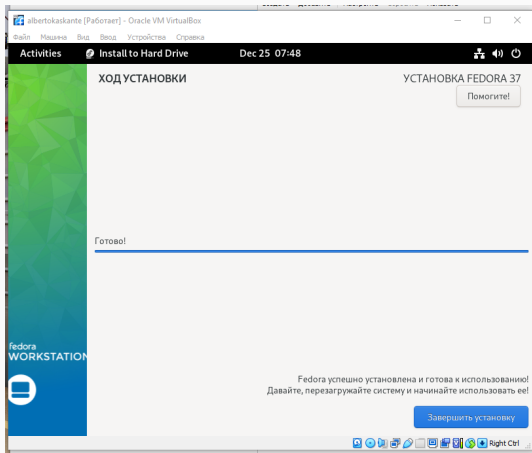 albertokaskante [Работает] - Oracle VM VirtualBox
Файл Машина Вид Ввод Устройства Справка
Activities Install to Hard Drive Dec 25 07:48
ХОД УСТАНОВКИ
УСТАНОВКА FEDORA 37
Помогите!
Готово!
fedora
WORKSTATION
Fedora успешно установлена и готова к использованию!
Давайте, перезагружайте систему и начинайте использовать ее!
Завершить установку
Right Ctrl